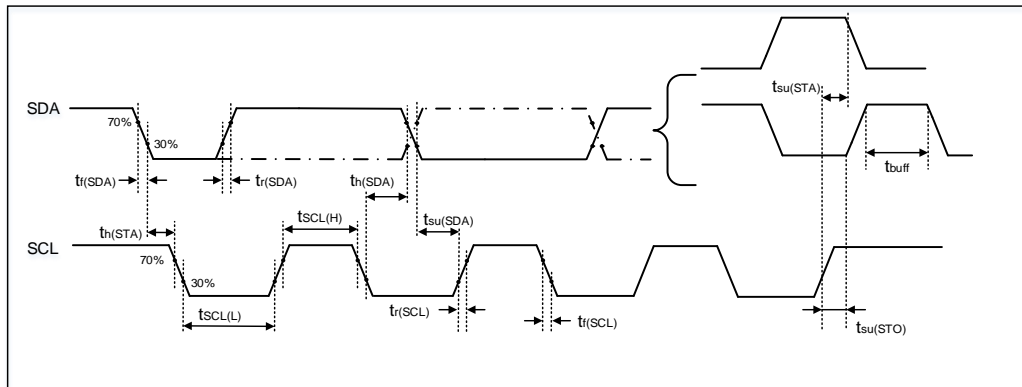 tsu(STA)
SDA
70%
30%
tbuff
tf(SDA)
tr(SDA)
th(SDA)
th(STA)
tSCL(H)
tsu(SDA)
SCL
70%
30%
tSCL(L)
tr(SCL)
tf(SCL)
tsu(STO)